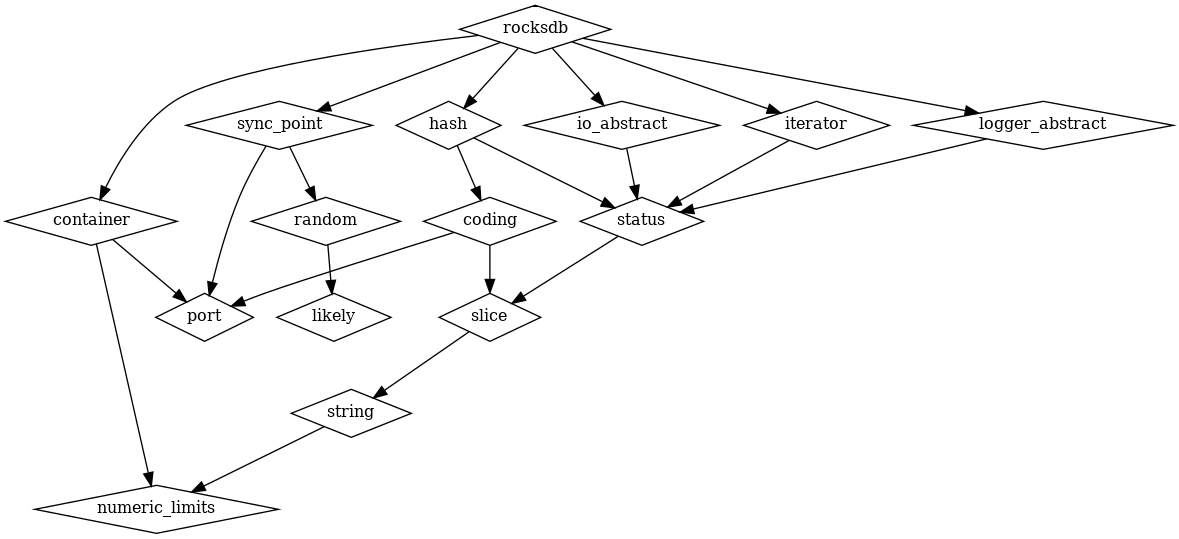 rocksdb
sync_point
hash
io_abstract
iterator
logger_abstract
container
random
coding
status
port
likely
slice
string
numeric_limits